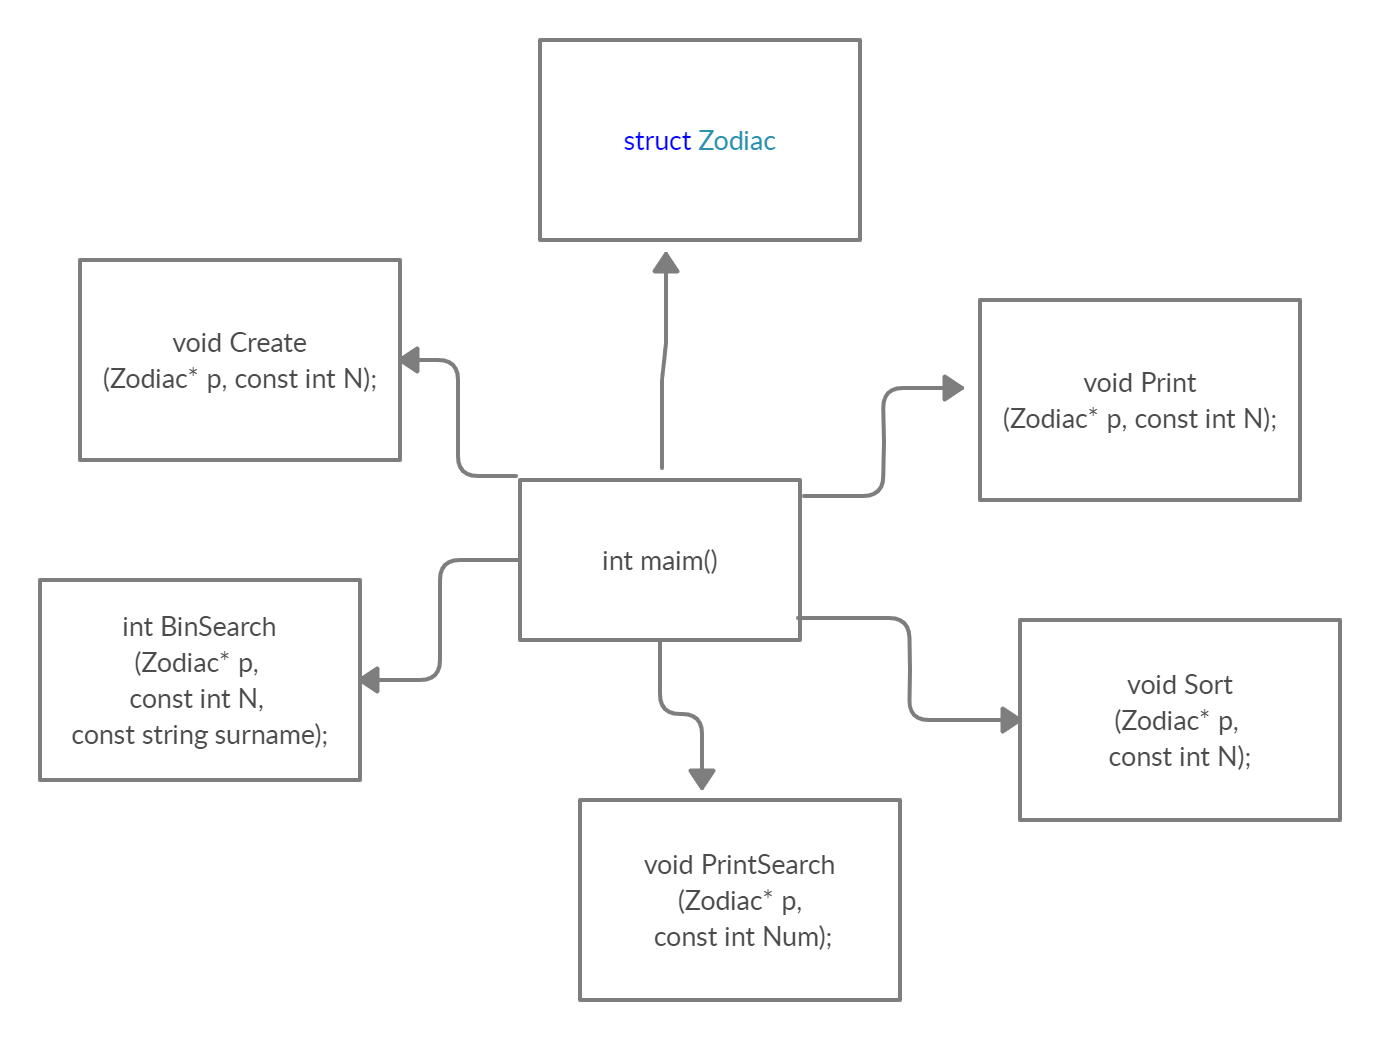 struct Zodiac
void Create
(Zodiac* p, const int N);
void Print
(Zodiac* p, const int N);
int maim()
int BinSearch
(Zodiac* p,
const int N,
const string surname);
void Sort
(Zodiac* p,
const int N);
void PrintSearch
(Zodiac* p,
const int Num);